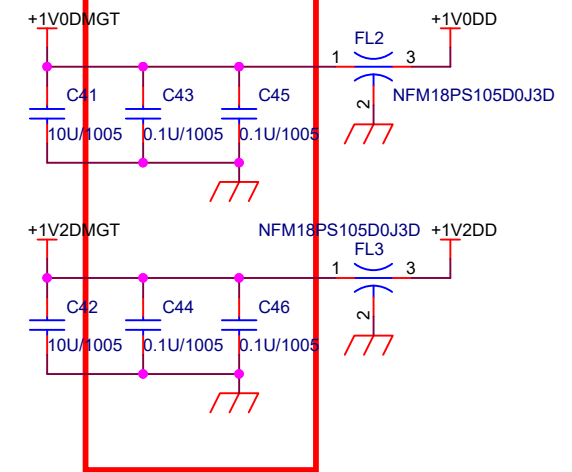 +1V0DMGT
+1V0DD
FL2
1
3
C41
C43
C45
2
NFM18PS105D0J3D
10U/1005
0.1U/1005
0.1U/1005
+1V2DMGT
NFM18PS105D0J3D
+1V2DD
FL3
1
3
C42
C44
C46
2
10U/1005
0.1U/1005
0.1U/1005